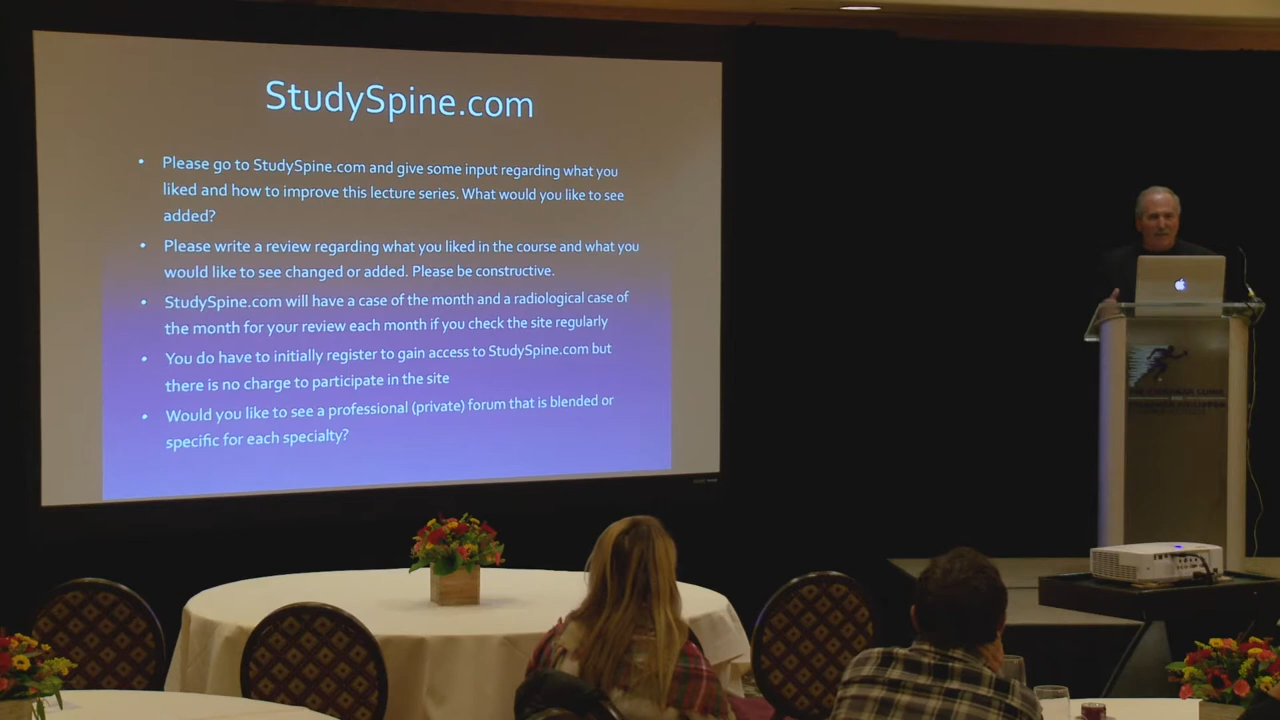 StudySpine.com
• Please go to StudySpine.com and give some input regarding what you
liked and how to improve this lecture series. What would you like to see
added?
• Please write a review regarding what you liked in the course and what you
would like to see changed or added. Please be constructive.
• StudySpine.com will have a case of the month and a radiological case of
the month for your review each month if you check the site regularly
• You do have to initially register to gain access to StudySpine.com but
there is no charge to participate in the site
• Would you like to see a professional (private) forum that is blended or
specific for each specialty?